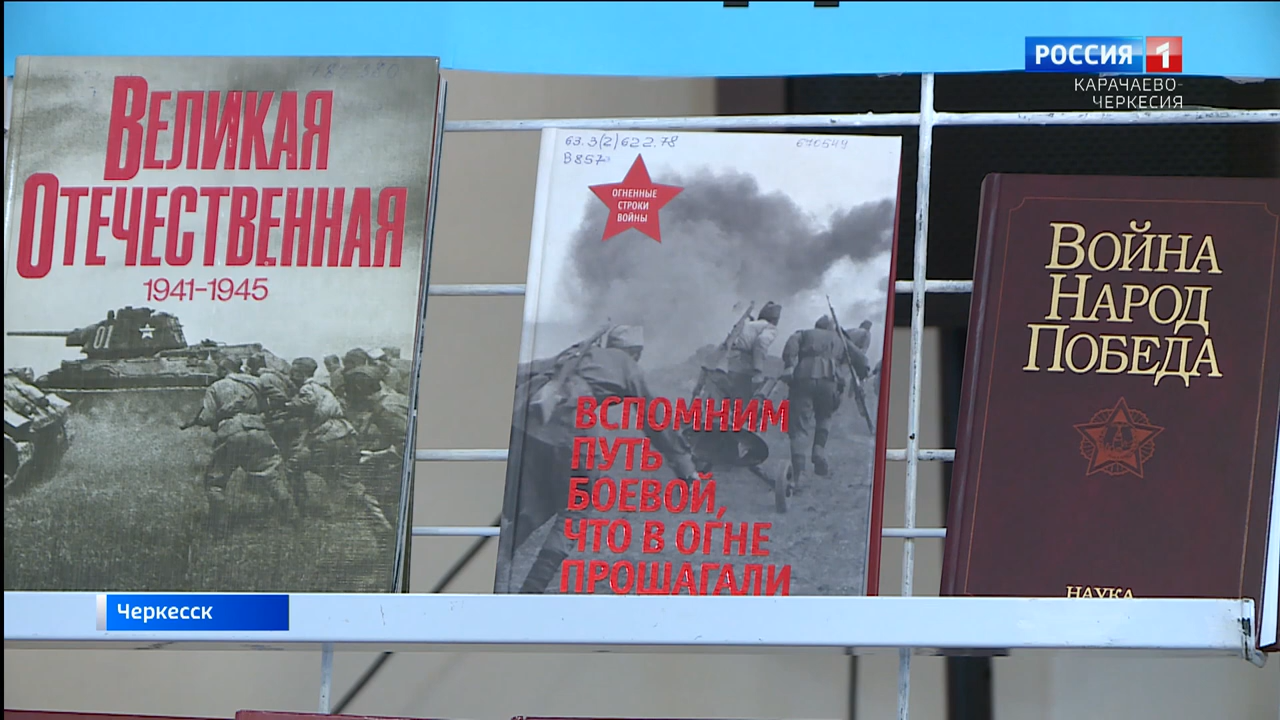 РОССИЯ 1
КАРАЧАЕВО-
ЧЕРКЕСИЯ
ВЕЛИКАЯ
ОТЕЧЕСТВЕННАЯ
1941-1945
01
63.3(2)622.78
В857
670549
ОГНЕННЫЕ
СТРОКИ
ВОЙНЫ
ВСПОМНИМ
ПУТЬ
БОЕВОЙ,
ЧТО В ОГНЕ
ПРОШАГАЛИ
ВОЙНА
НАРОД
ПОБЕДА
НАУКА
Черкесск